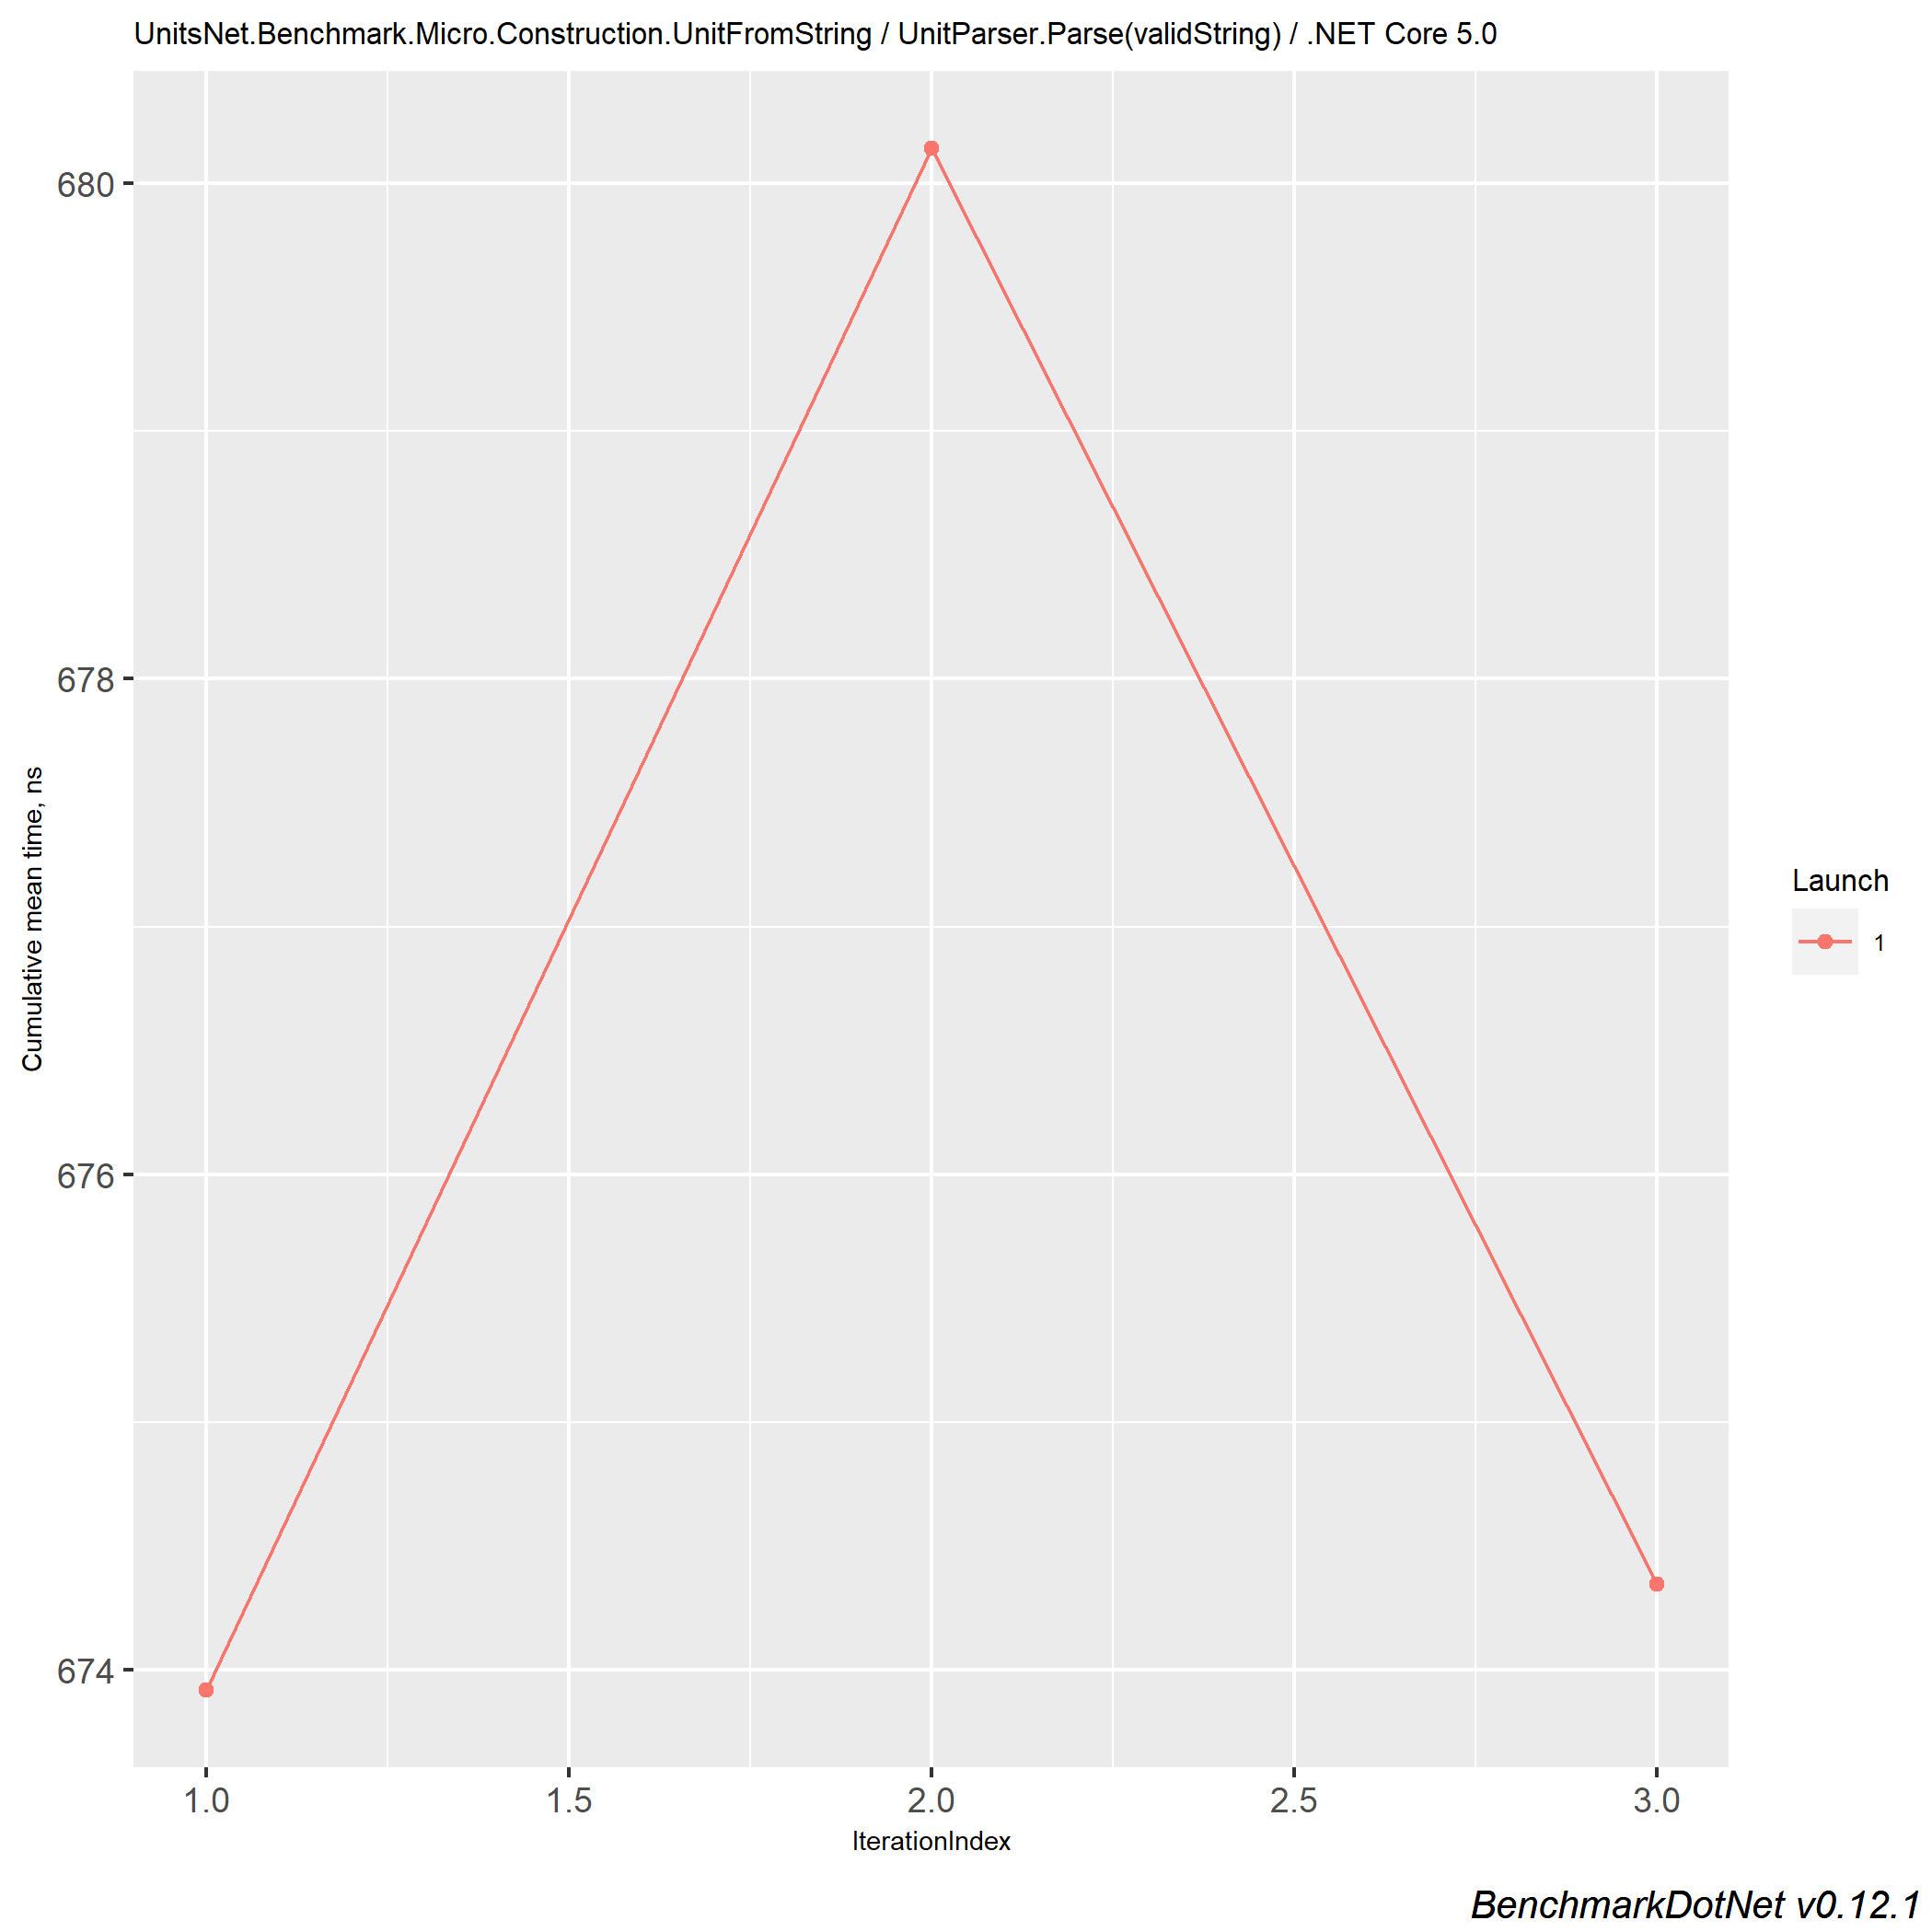 UnitsNet.Benchmark.Micro.Construction.UnitFromString / UnitParser.Parse(validString) / .NET Core 5.0
Cumulative mean time, ns
680
678
676
674
1.0 1.5 2.0 2.5 3.0
IterationIndex
Launch
1
BenchmarkDotNet v0.12.1